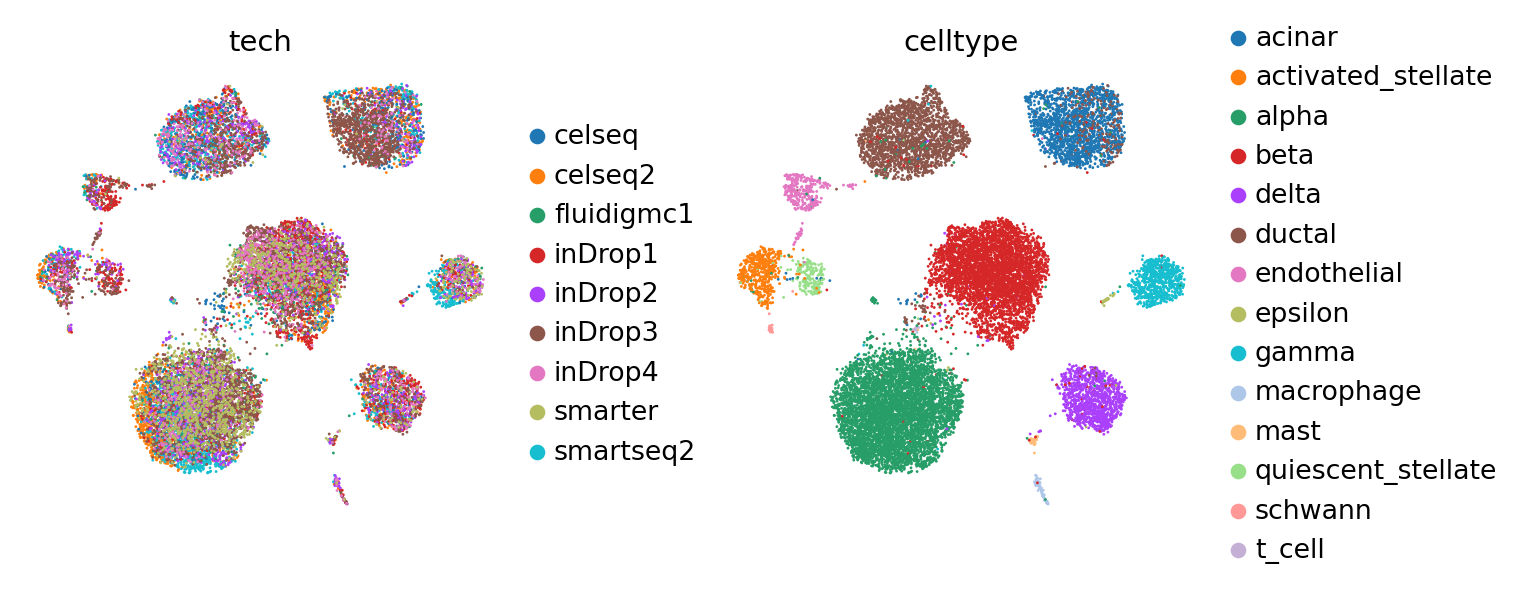 tech
celseq
celseq2
fluidigmc1
inDrop1
inDrop2
inDrop3
inDrop4
smarter
smartseq2
celltype
acinar
activated_stellate
alpha
beta
delta
ductal
endothelial
epsilon
gamma
macrophage
mast
quiescent_stellate
schwann
t_cell